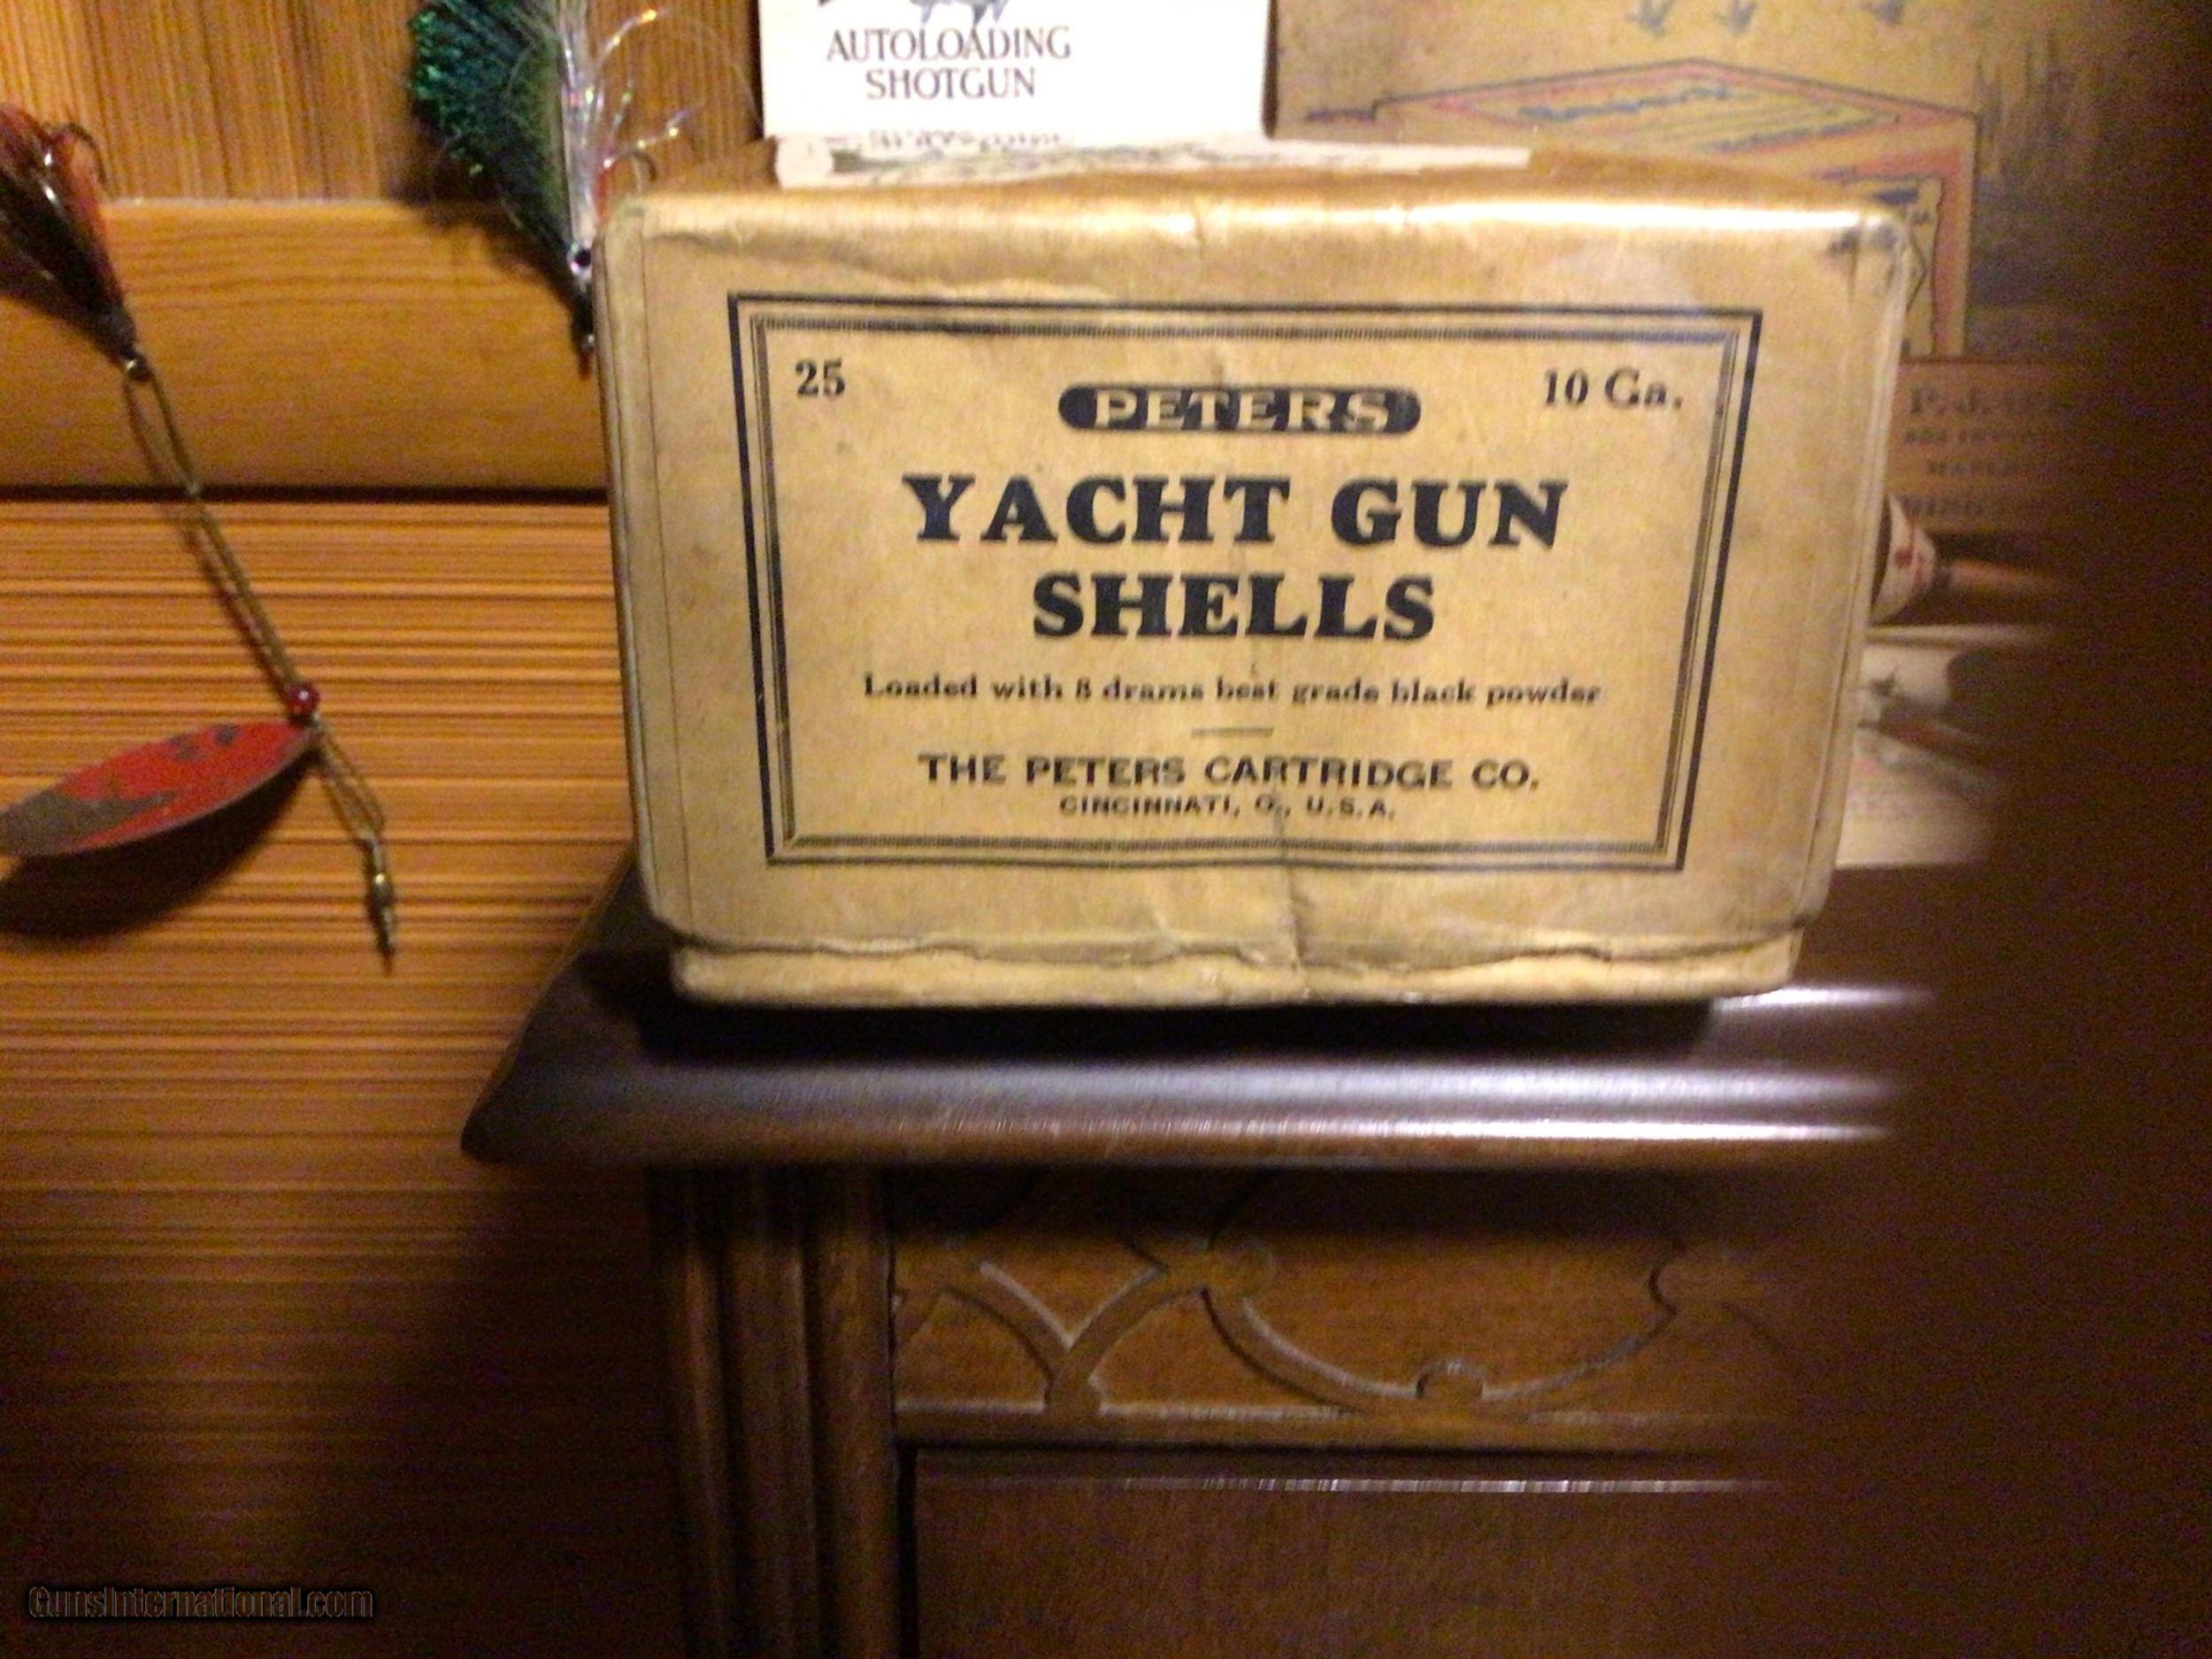 AUTOLOADING
SHOTGUN
25
10 Ga.
PETERS
YACHT GUN
SHELLS
Loaded with 8 drams best grade black powder
THE PETERS CARTRIDGE CO.
CINCINNATI, O., U.S.A.
P. J.
GunsInternational.com